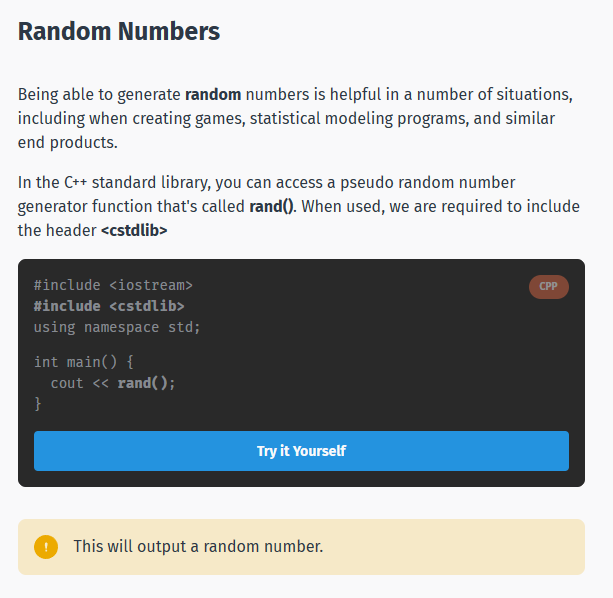 Random Numbers
Being able to generate random numbers is helpful in a number of situations,
including when creating games, statistical modeling programs, and similar
end products.
In the C++ standard library, you can access a pseudo random number
generator function that's called rand(). When used, we are required to include
the header <cstdlib>
#include <iostream>
CPP
#include <cstdlib>
using namespace std;
int main() {
  cout << rand();
}
Try it Yourself
! This will output a random number.